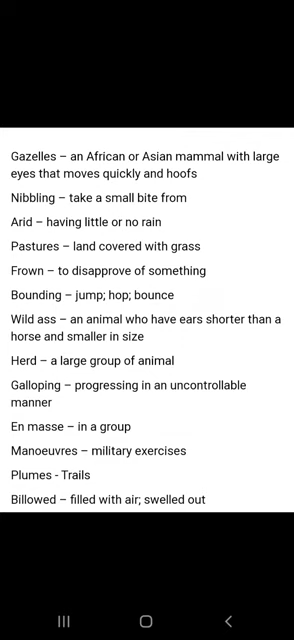 Gazelles – an African or Asian mammal with large
eyes that moves quickly and hoofs
Nibbling – take a small bite from
Arid – having little or no rain
Pastures – land covered with grass
Frown – to disapprove of something
Bounding – jump; hop; bounce
Wild ass – an animal who have ears shorter than a
horse and smaller in size
Herd – a large group of animal
Galloping – progressing in an uncontrollable
manner
En masse – in a group
Manoeuvres – military exercises
Plumes - Trails
Billowed – filled with air; swelled out